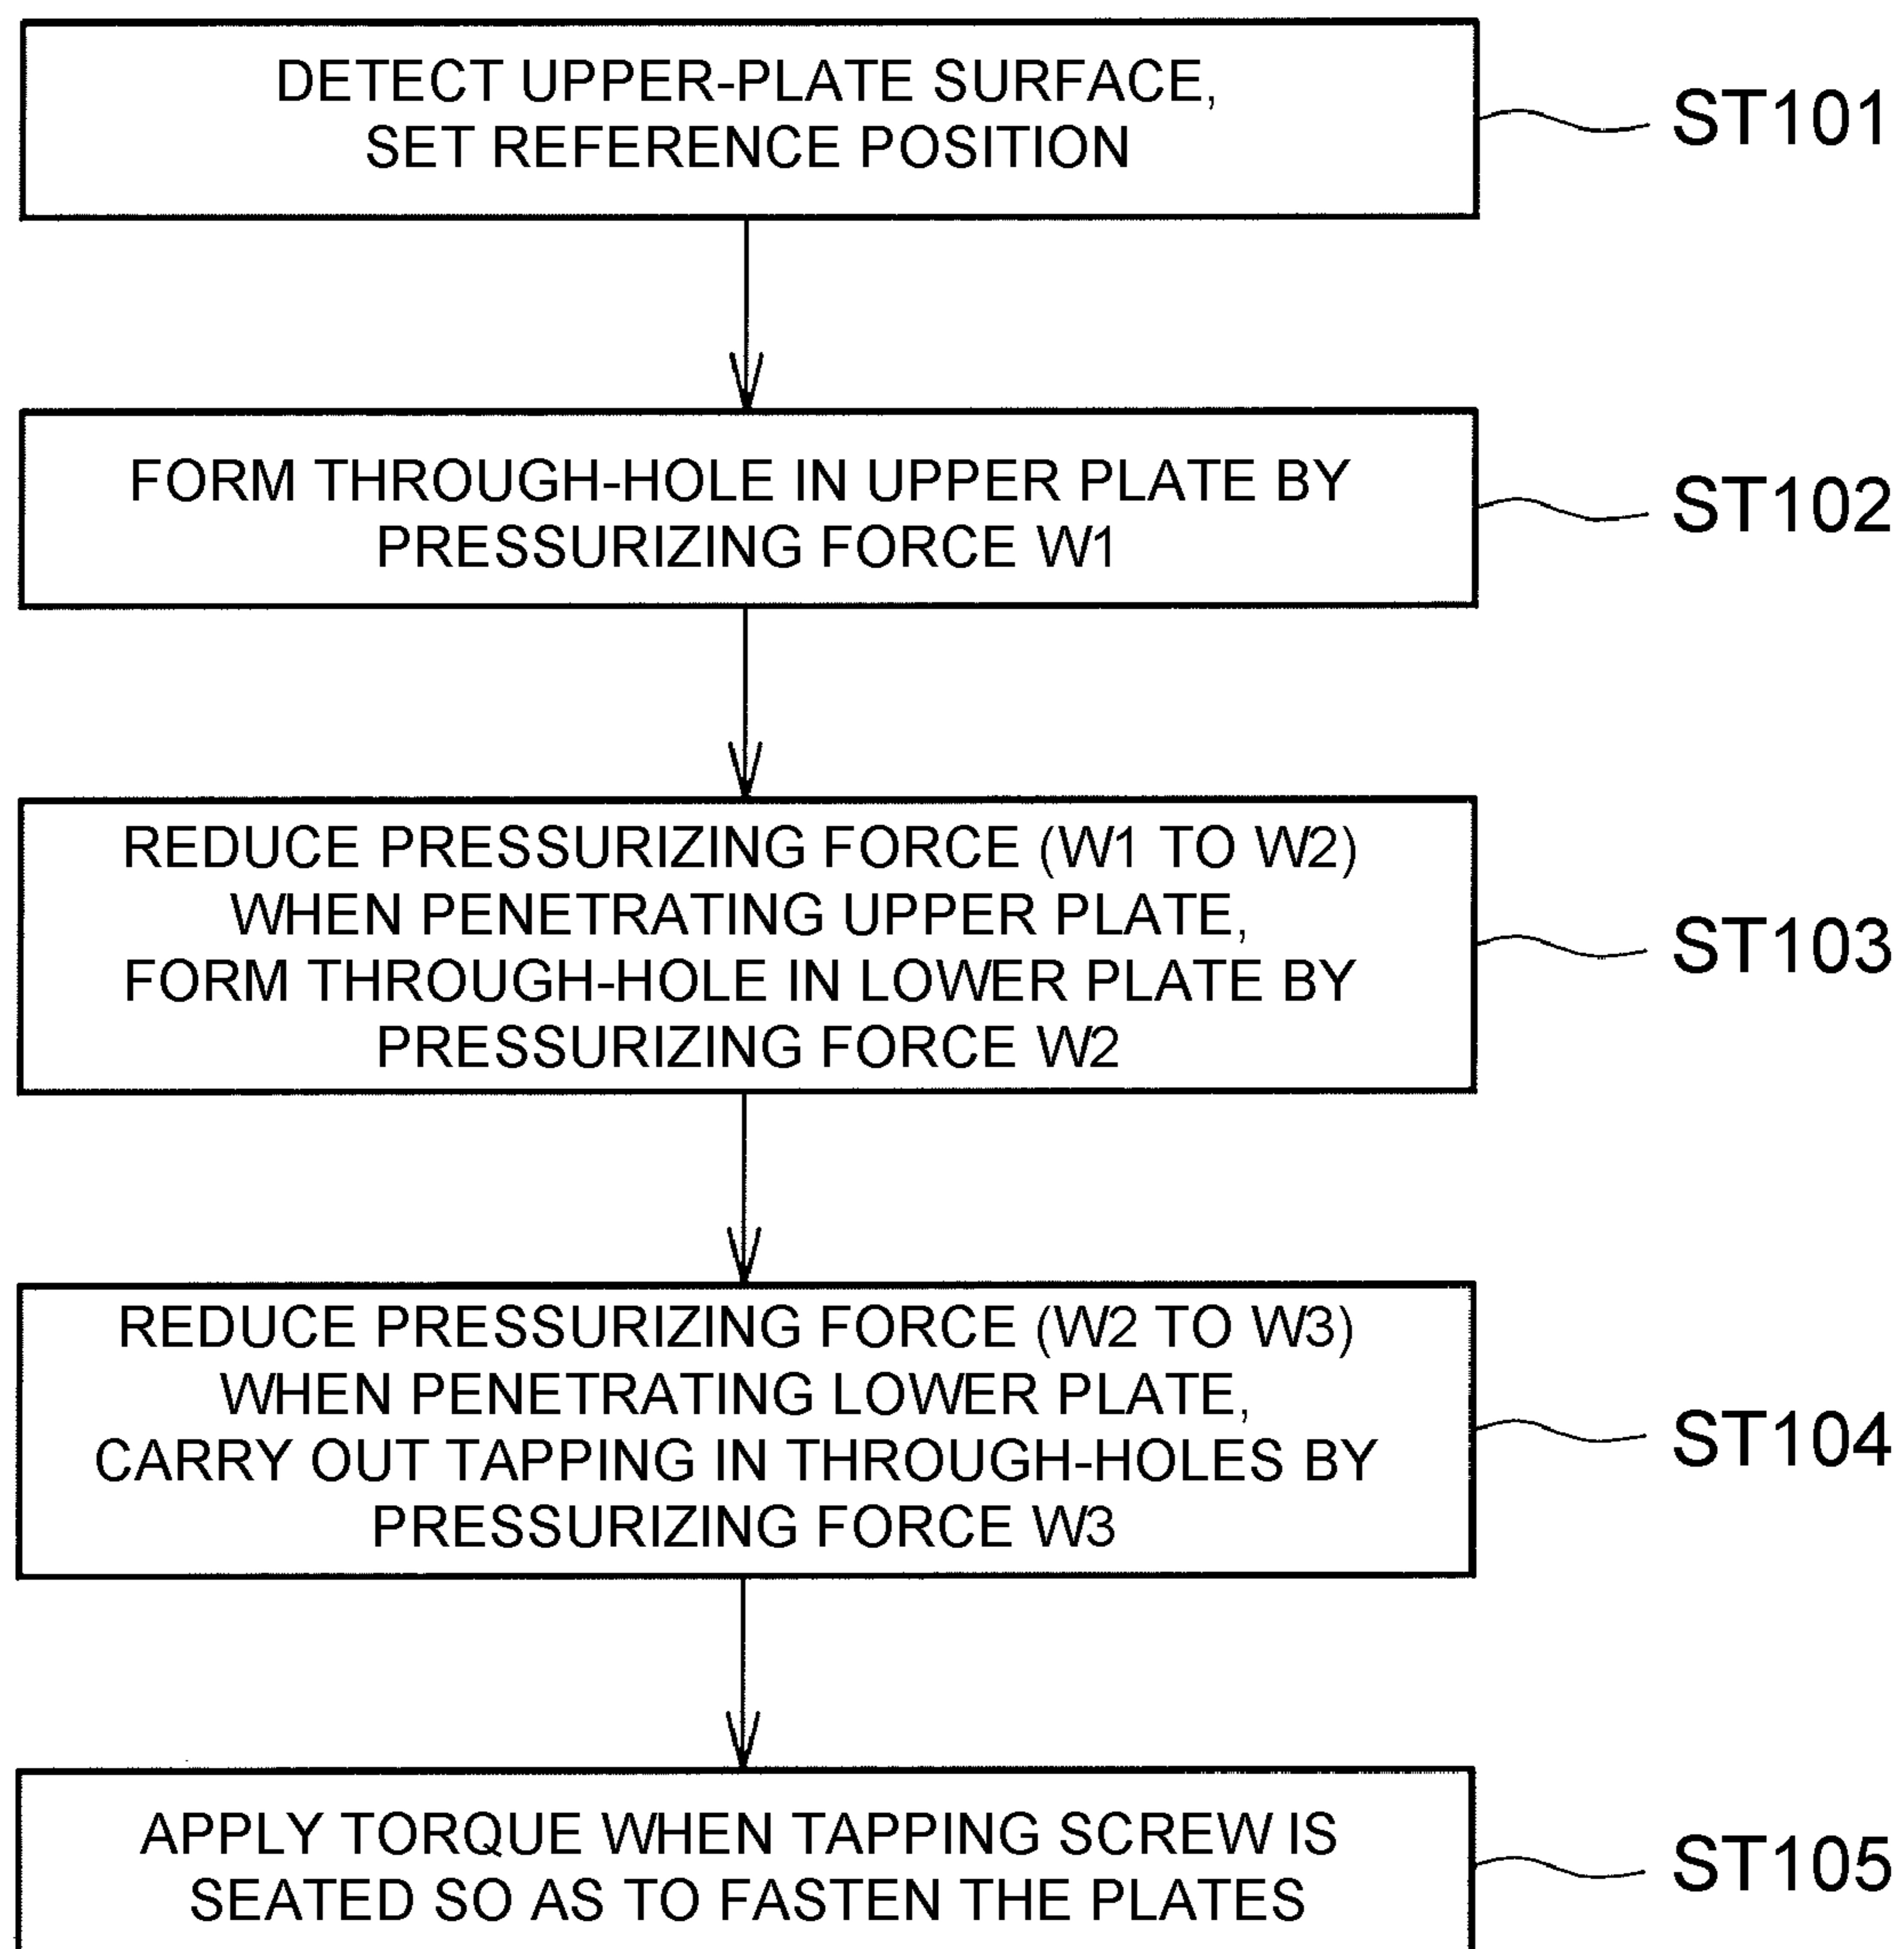 DETECT UPPER-PLATE SURFACE,
SET REFERENCE POSITION
ST101
FORM THROUGH-HOLE IN UPPER PLATE BY
PRESSURIZING FORCE W1
ST102
REDUCE PRESSURIZING FORCE (W1 TO W2)
WHEN PENETRATING UPPER PLATE,
FORM THROUGH-HOLE IN LOWER PLATE BY
PRESSURIZING FORCE W2
ST103
REDUCE PRESSURIZING FORCE (W2 TO W3)
WHEN PENETRATING LOWER PLATE,
CARRY OUT TAPPING IN THROUGH-HOLES BY
PRESSURIZING FORCE W3
ST104
APPLY TORQUE WHEN TAPPING SCREW IS
SEATED SO AS TO FASTEN THE PLATES
ST105